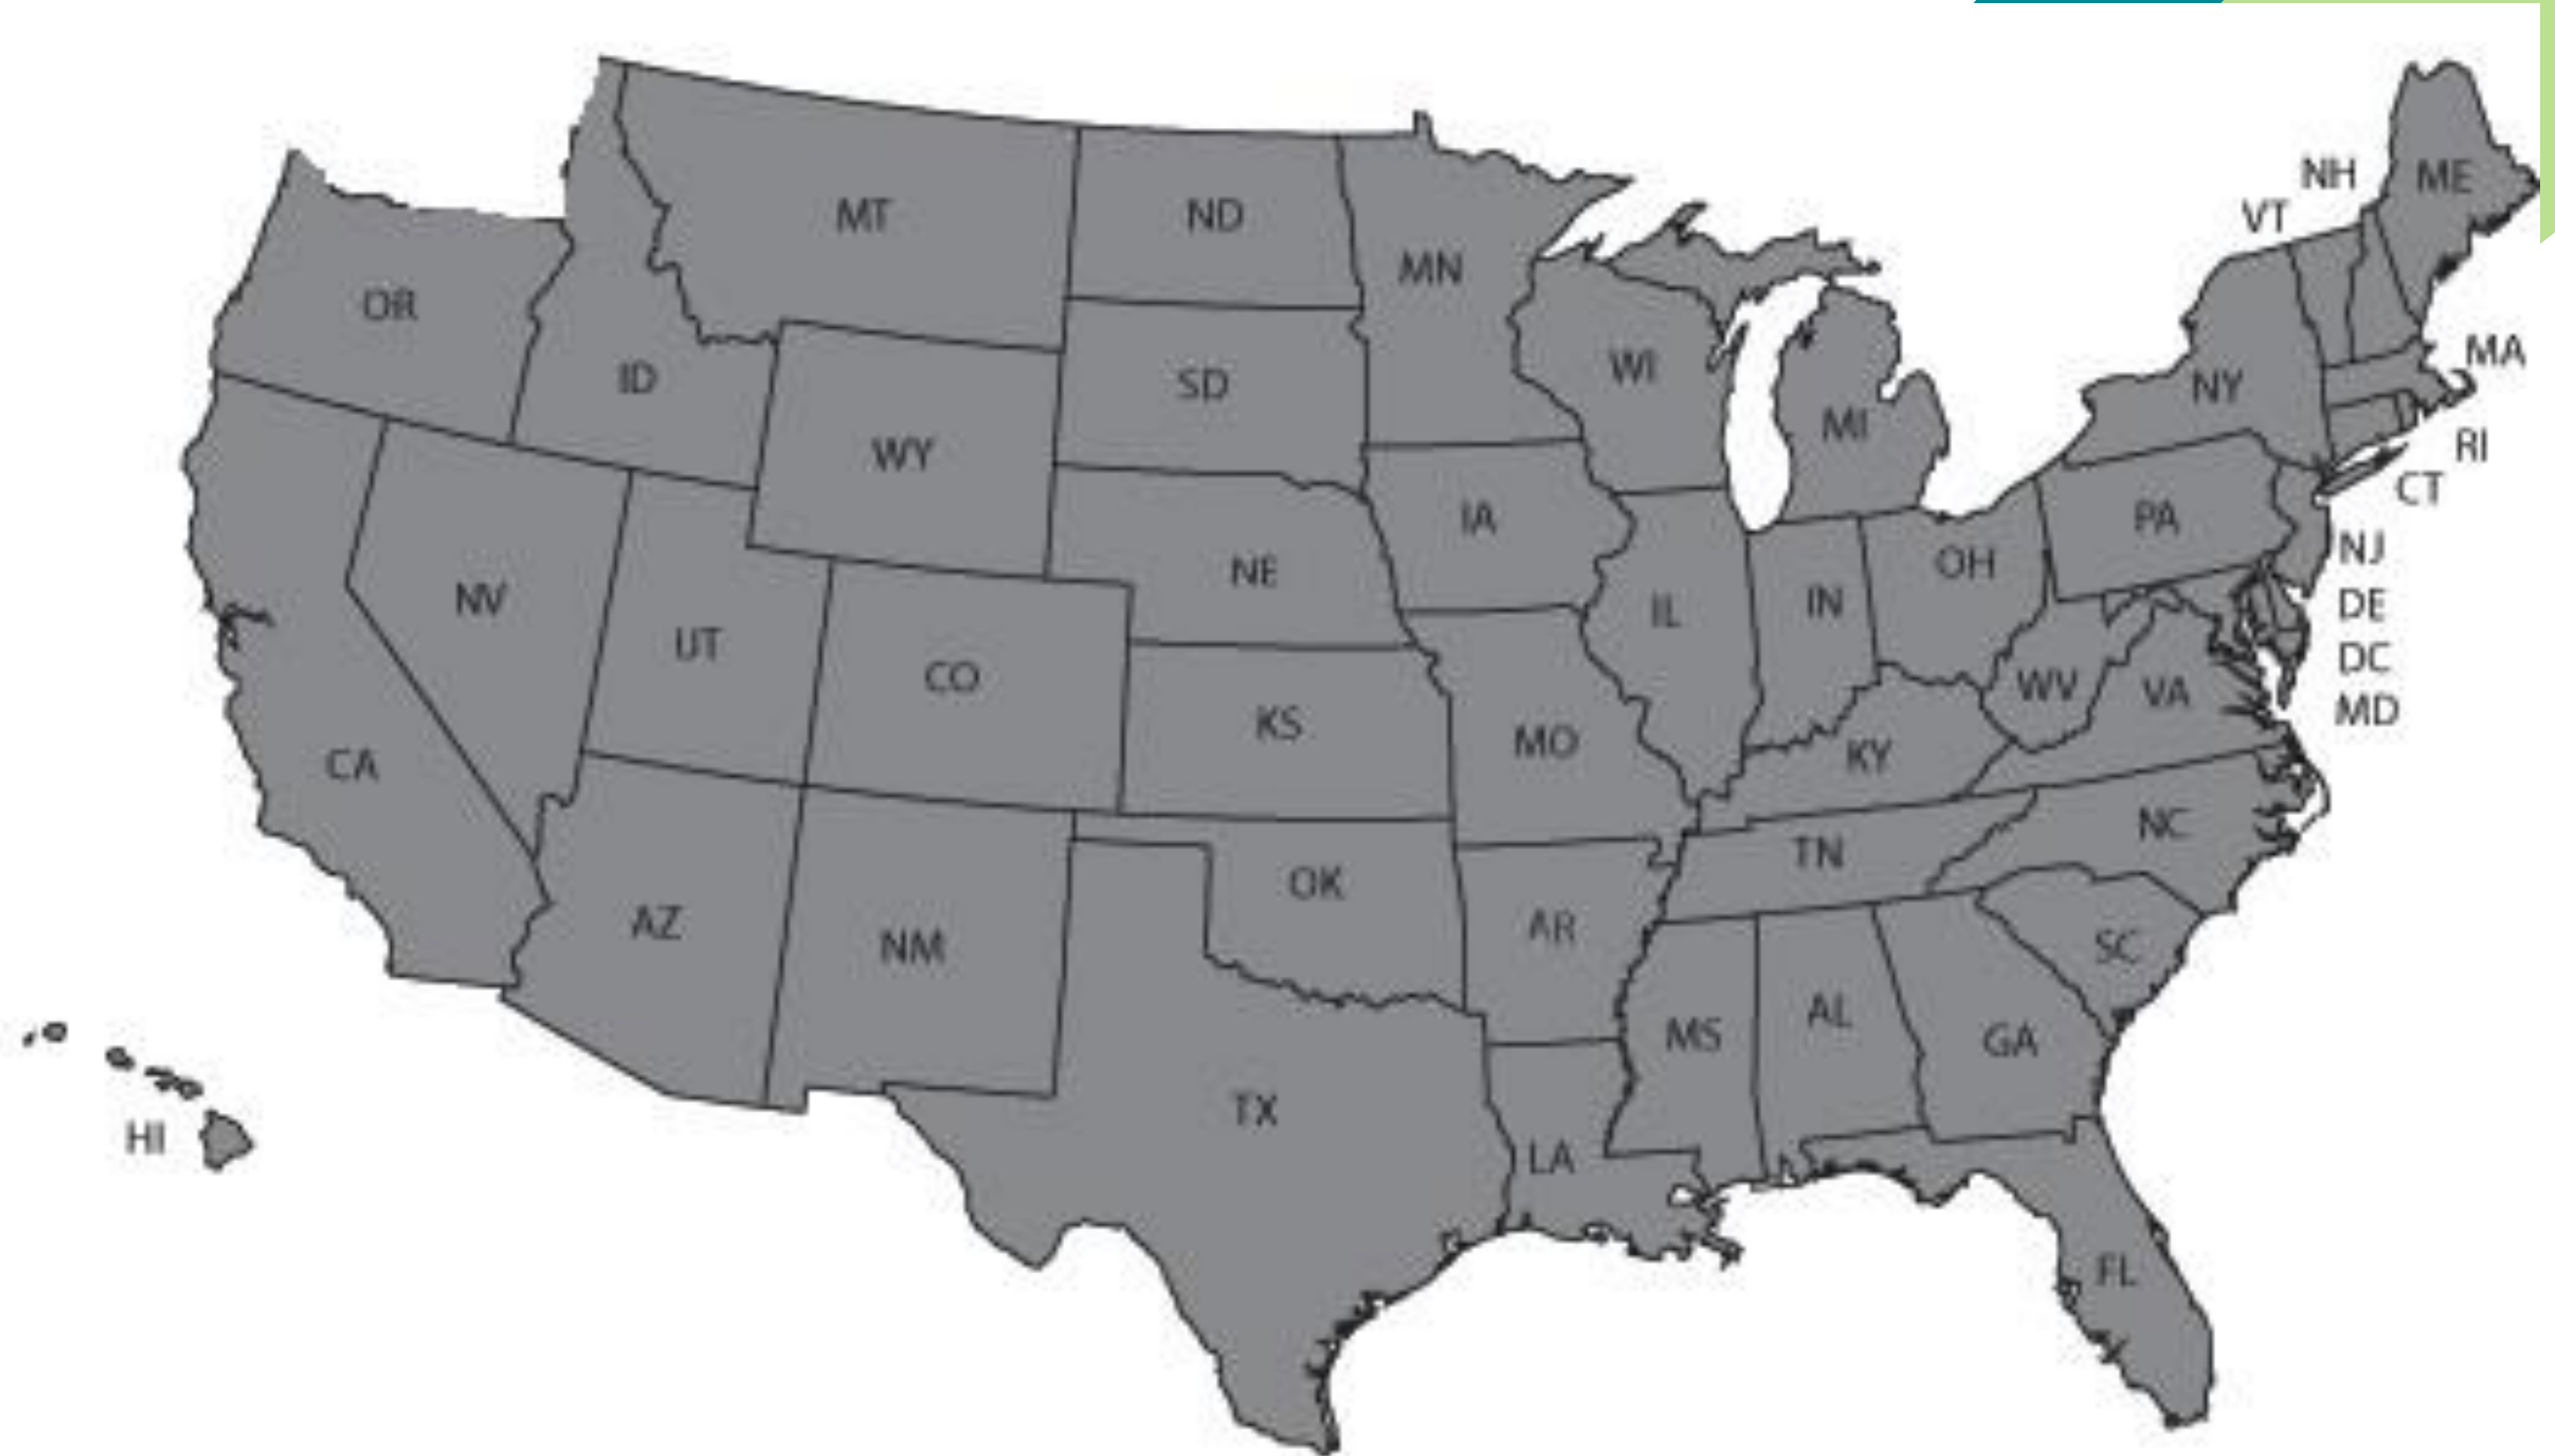 NH
ME
VT
MT
ND
MN
OR
MA
WI
ID
SD
NY
MI
RI
WY
CT
IA
PA
NJ
OH
NE
NV
IN
DE
IL
UT
DC
CO
WV
VA
MD
KS
MO
KY
CA
NC
TN
OK
AZ
AR
NM
SC
AL
MS
GA
TX
HI
LA
FL